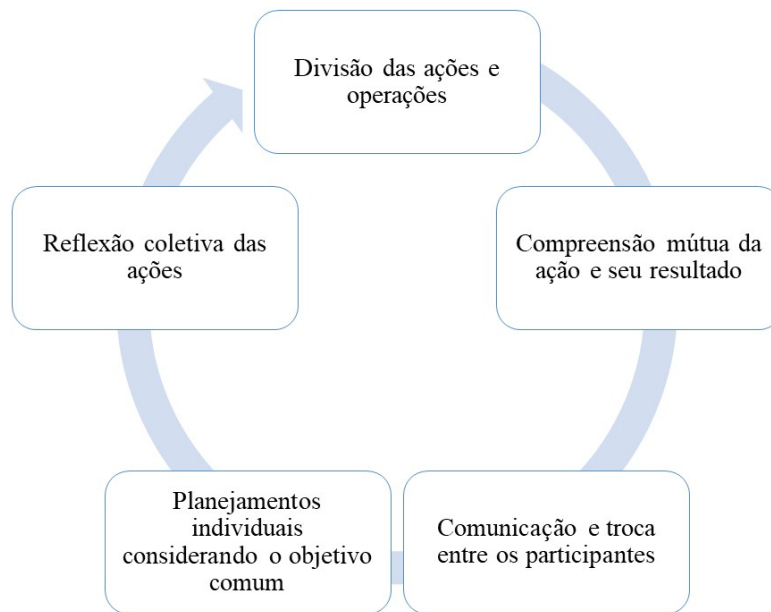 Divisão das ações e
operações
Compreensão mútua da
ação e seu resultado
Comunicação e troca
entre os participantes
Planejamentos
individuais
considerando o objetivo
comum
Reflexão coletiva das
ações